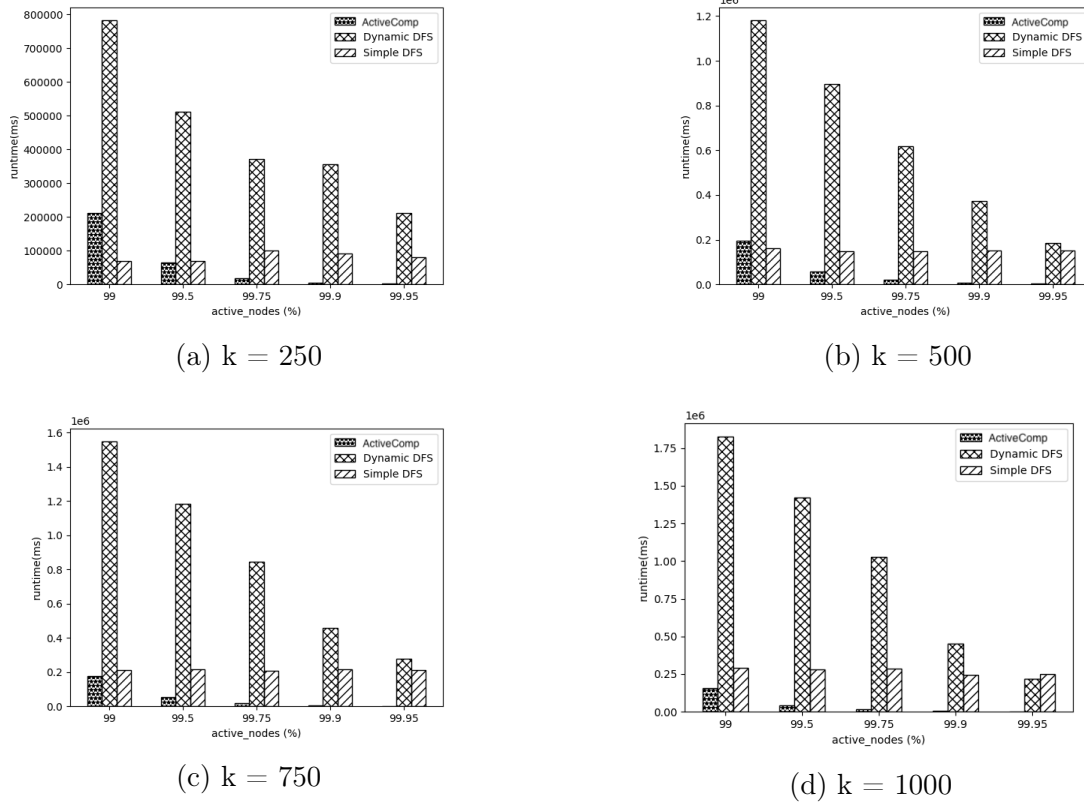 800000
700000
600000
500000
400000
300000
200000
100000
0
runtime(ms)
ActiveComp
Dynamic DFS
Simple DFS
99 99.5 99.75 99.9 99.95
active_nodes (%)
(a) k = 250
1e6
1.2
1.0
0.8
0.6
0.4
0.2
0.0
runtime(ms)
ActiveComp
Dynamic DFS
Simple DFS
99 99.5 99.75 99.9 99.95
active_nodes (%)
(b) k = 500
1e6
1.6
1.4
1.2
1.0
0.8
0.6
0.4
0.2
0.0
runtime(ms)
ActiveComp
Dynamic DFS
Simple DFS
99 99.5 99.75 99.9 99.95
active_nodes (%)
(c) k = 750
1e6
1.75
1.50
1.25
1.00
0.75
0.50
0.25
0.00
runtime(ms)
ActiveComp
Dynamic DFS
Simple DFS
99 99.5 99.75 99.9 99.95
active_nodes (%)
(d) k = 1000